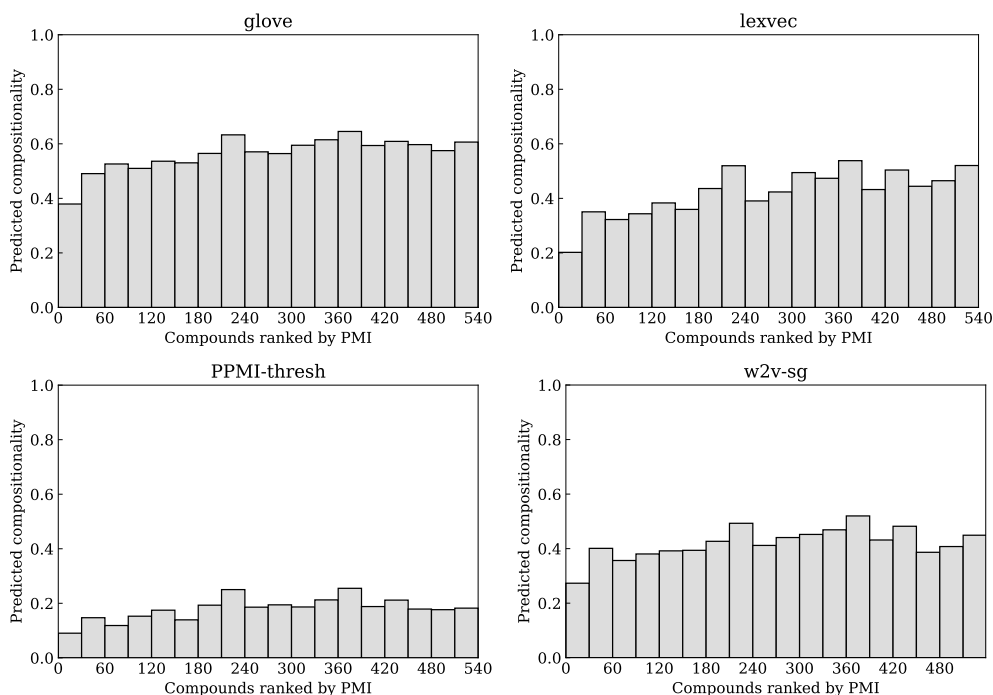 glove
1.0
0.8
0.6
0.4
0.2
0.0
Predicted compositionality
0 60 120 180 240 300 360 420 480 540
Compounds ranked by PMI
lexvec
1.0
0.8
0.6
0.4
0.2
0.0
Predicted compositionality
0 60 120 180 240 300 360 420 480 540
Compounds ranked by PMI
PPMI-thresh
1.0
0.8
0.6
0.4
0.2
0.0
Predicted compositionality
0 60 120 180 240 300 360 420 480 540
Compounds ranked by PMI
w2v-sg
1.0
0.8
0.6
0.4
0.2
0.0
Predicted compositionality
0 60 120 180 240 300 360 420 480
Compounds ranked by PMI